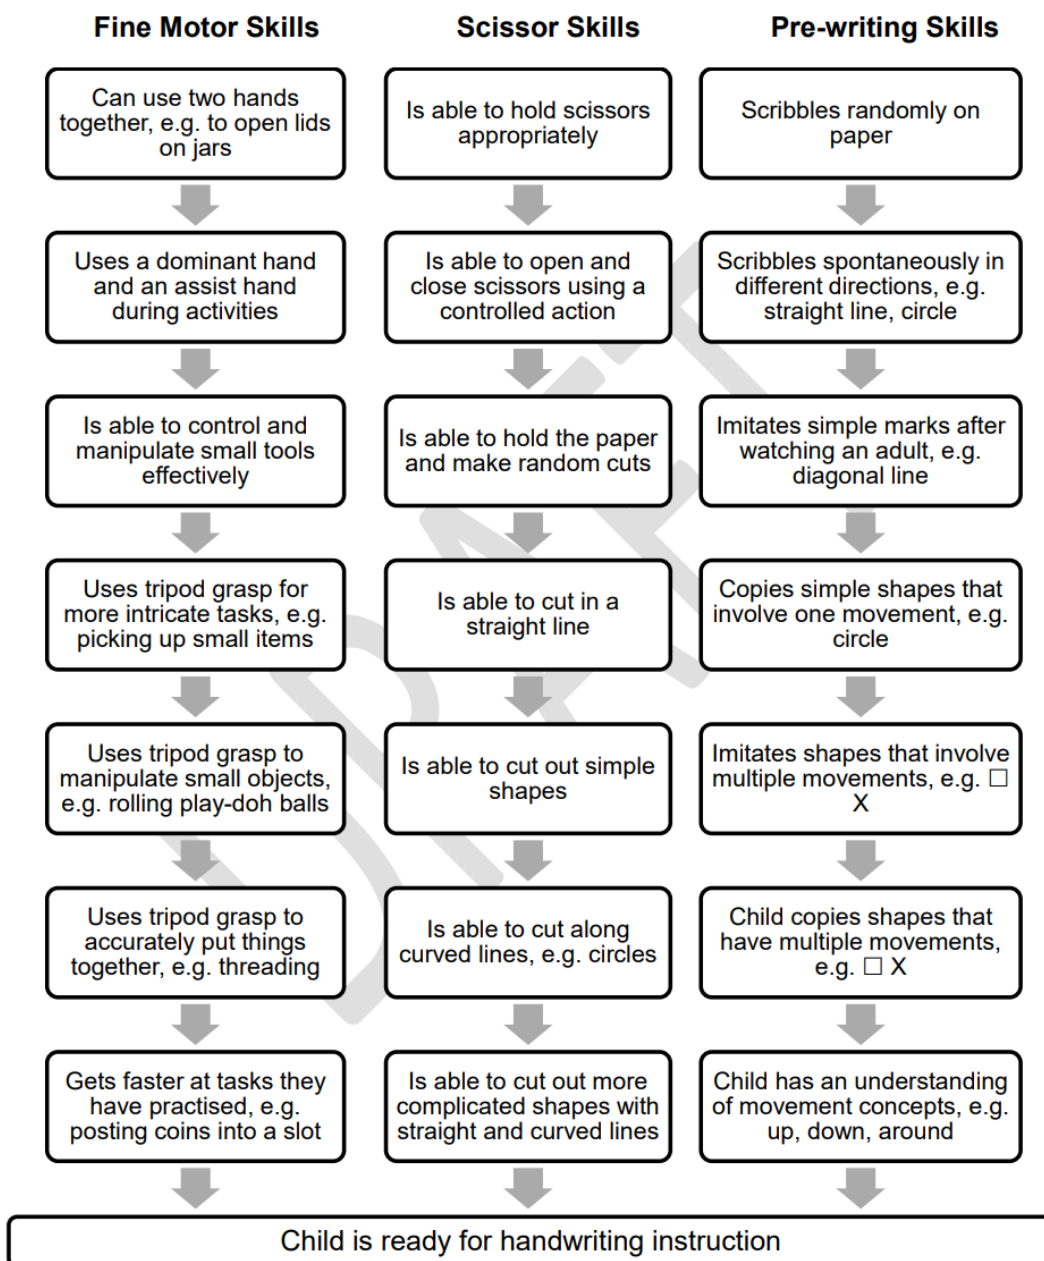 Fine Motor Skills
Scissor Skills
Pre-writing Skills
Can use two hands
together, e.g. to open lids
on jars
Is able to hold scissors
appropriately
Scribbles randomly on
paper
Uses a dominant hand
and an assist hand
during activities
Is able to open and
close scissors using a
controlled action
Scribbles spontaneously in
different directions, e.g.
straight line, circle
Is able to control and
manipulate small tools
effectively
Is able to hold the paper
and make random cuts
Imitates simple marks after
watching an adult, e.g.
diagonal line
Uses tripod grasp for
more intricate tasks, e.g.
picking up small items
Is able to cut in a
straight line
Copies simple shapes that
involve one movement, e.g.
circle
Uses tripod grasp to
manipulate small objects,
e.g. rolling play-doh balls
Is able to cut out simple
shapes
Imitates shapes that involve
multiple movements, e.g. □
X
Uses tripod grasp to
accurately put things
together, e.g. threading
Is able to cut along
curved lines, e.g. circles
Child copies shapes that
have multiple movements,
e.g. □ X
Gets faster at tasks they
have practised, e.g.
posting coins into a slot
Is able to cut out more
complicated shapes with
straight and curved lines
Child has an understanding
of movement concepts, e.g.
up, down, around
Child is ready for handwriting instruction
DRAFT